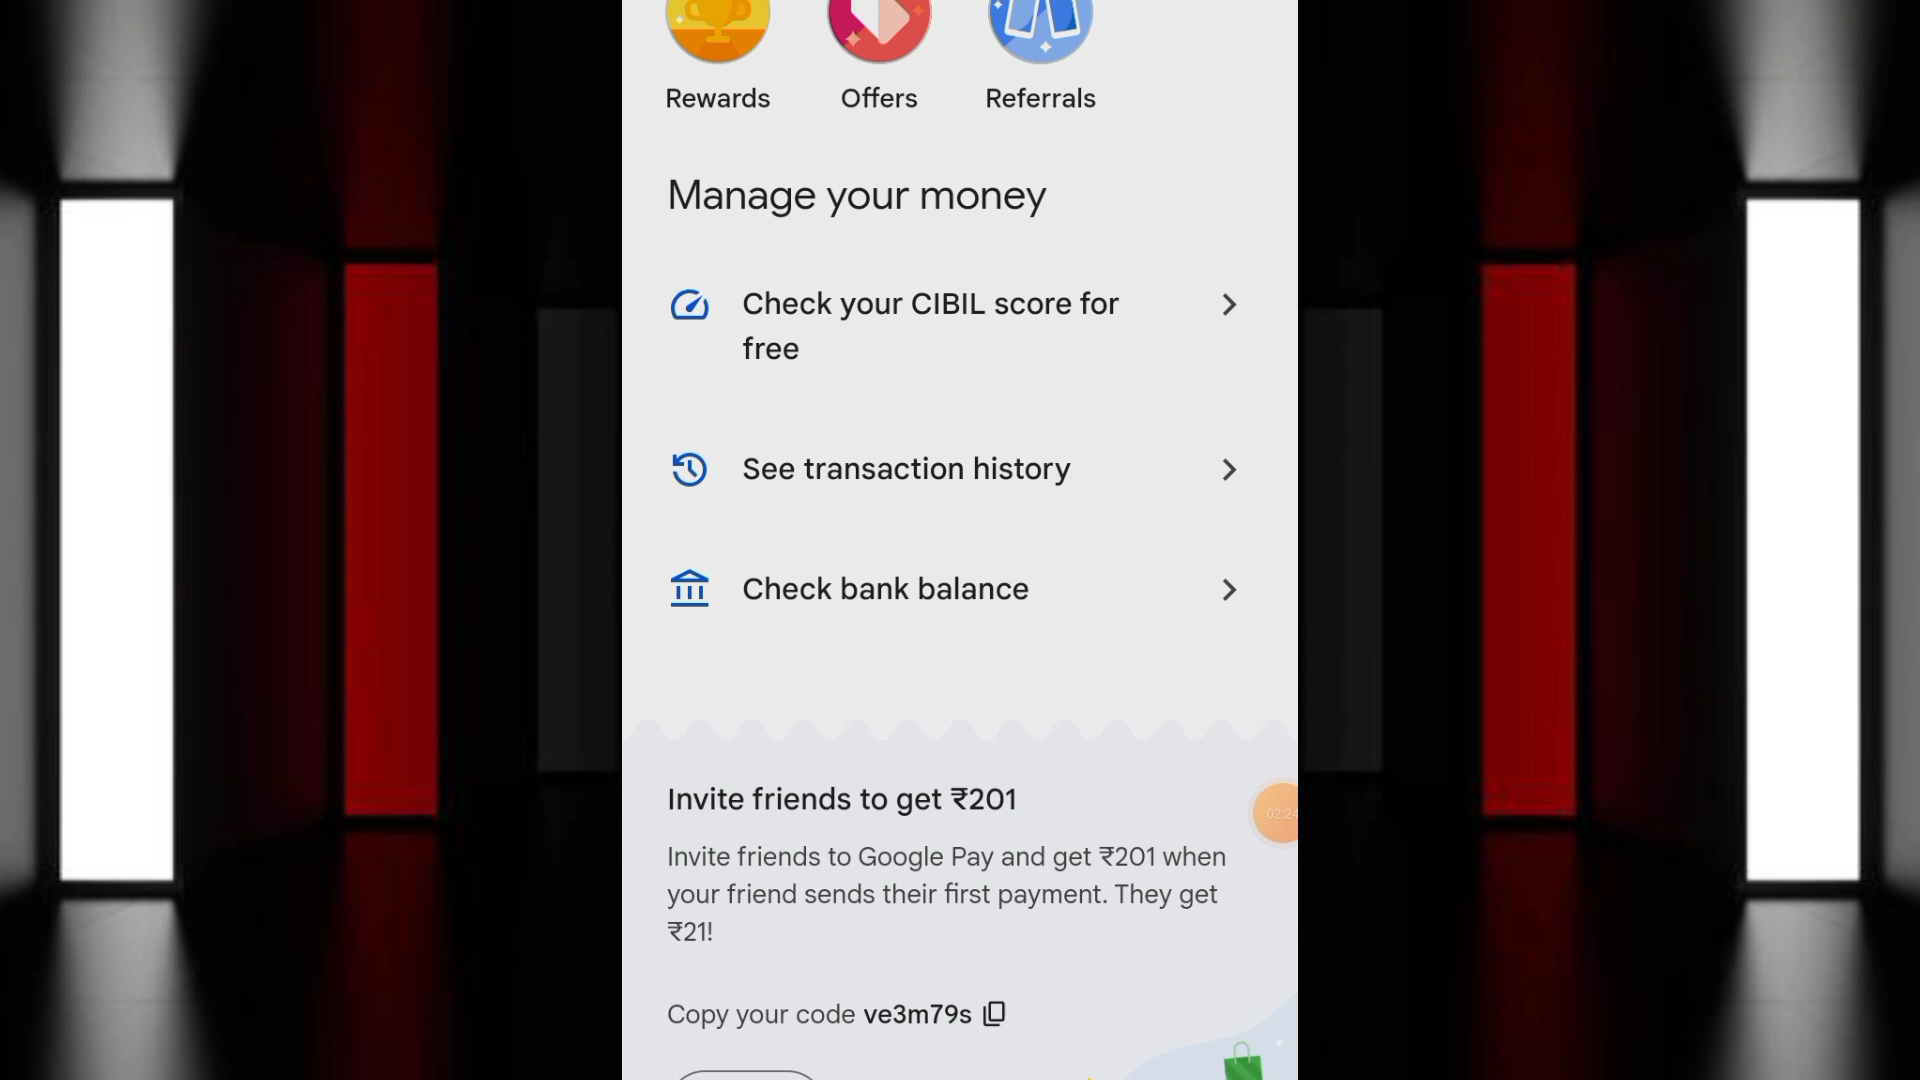 Rewards Offers Referrals
Manage your money
Check your CIBIL score for
free
See transaction history
Check bank balance
Invite friends to get ₹201
Invite friends to Google Pay and get ₹201 when
your friend sends their first payment. They get
₹21!
02:24
Copy your code ve3m79s